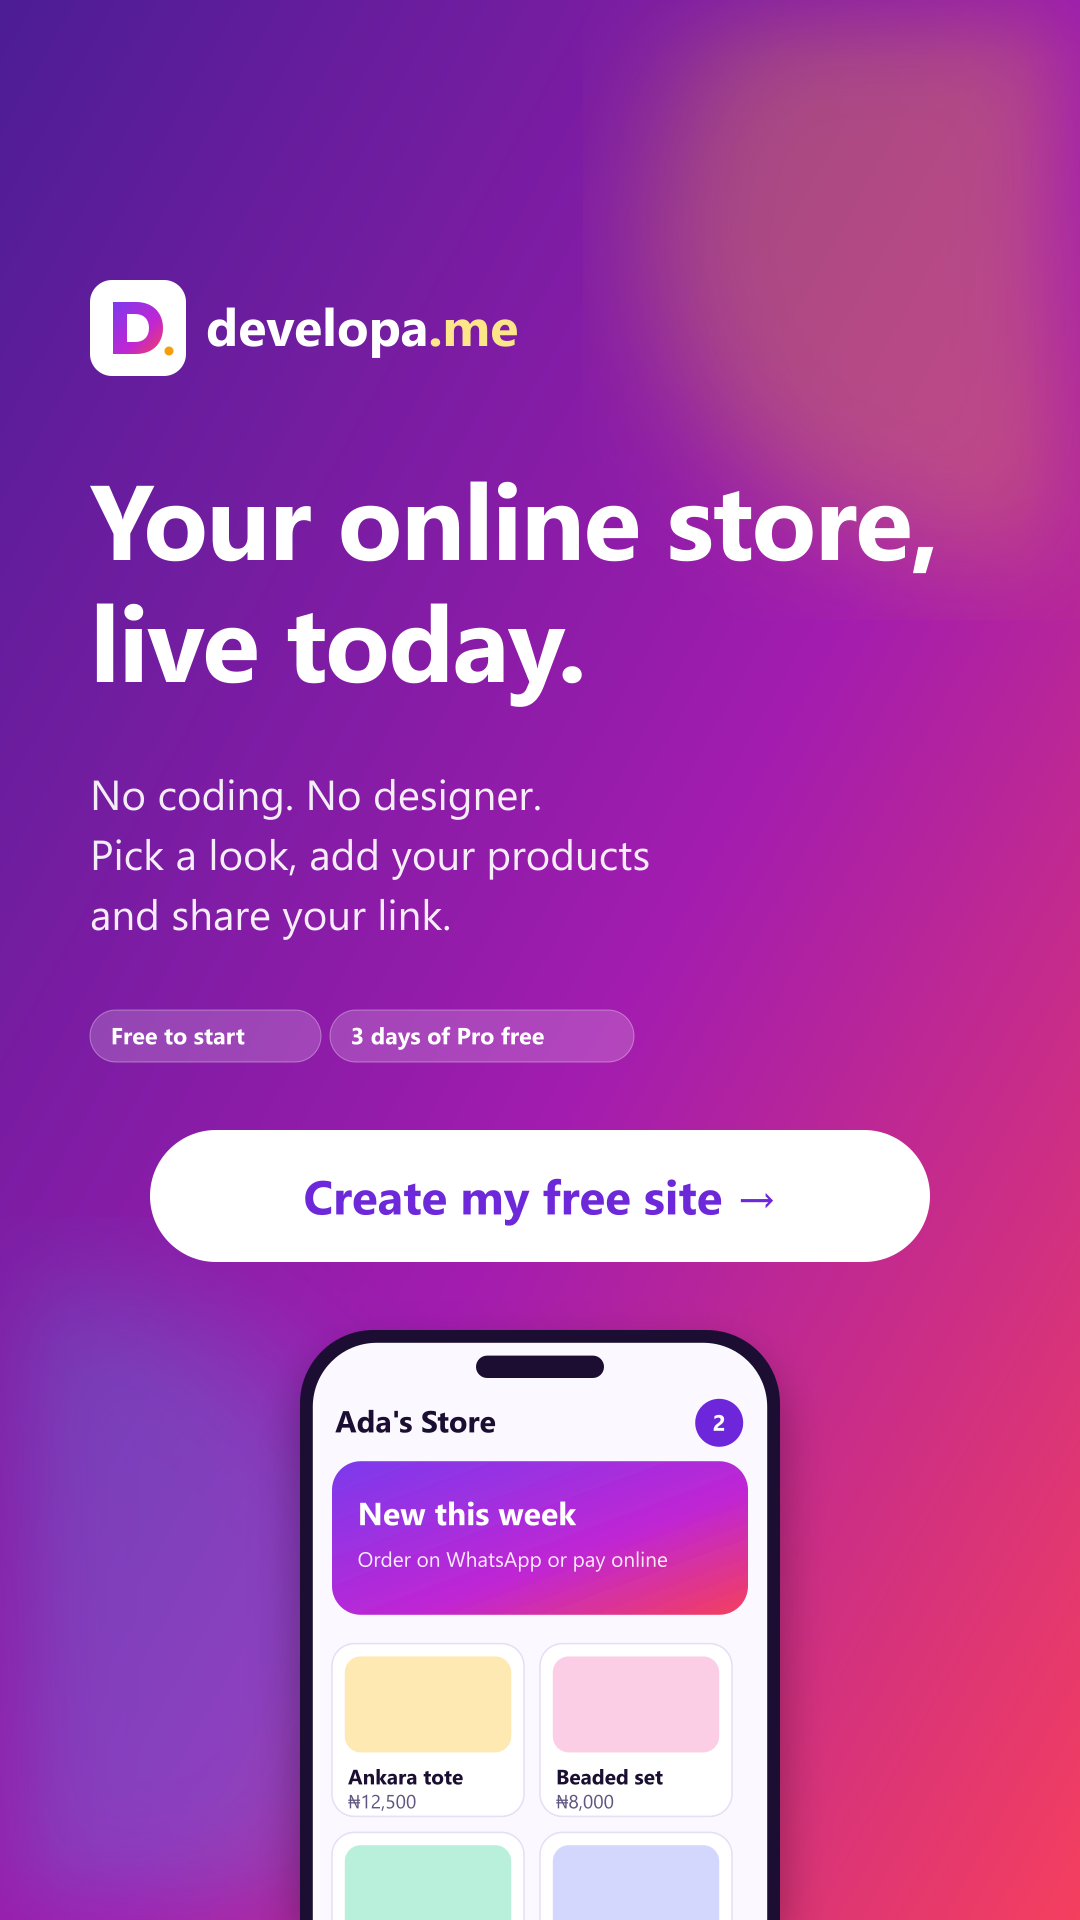 D.
developa.me
Your online store,
live today.
No coding. No designer.
Pick a look, add your products
and share your link.
Free to start
3 days of Pro free
Create my free site →
Ada's Store
2
New this week
Order on WhatsApp or pay online
Ankara tote
₦12,500
Beaded set
₦8,000